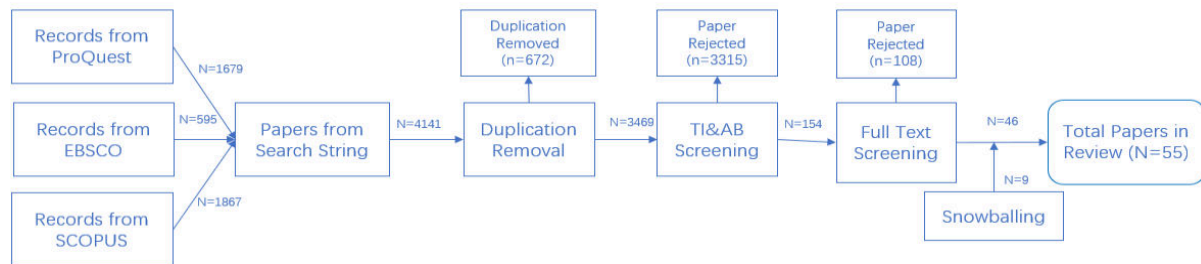 Records from
ProQuest
N=1679
Records from
EBSCO
N=595
Records from
SCOPUS
N=1867
Papers from
Search String
N=4141
Duplication
Removed
(n=672)
Duplication
Removal
N=3469
Paper
Rejected
(n=3315)
TI&AB
Screening
N=154
Paper
Rejected
(n=108)
Full Text
Screening
N=46
N=9
Snowballing
Total Papers in
Review (N=55)